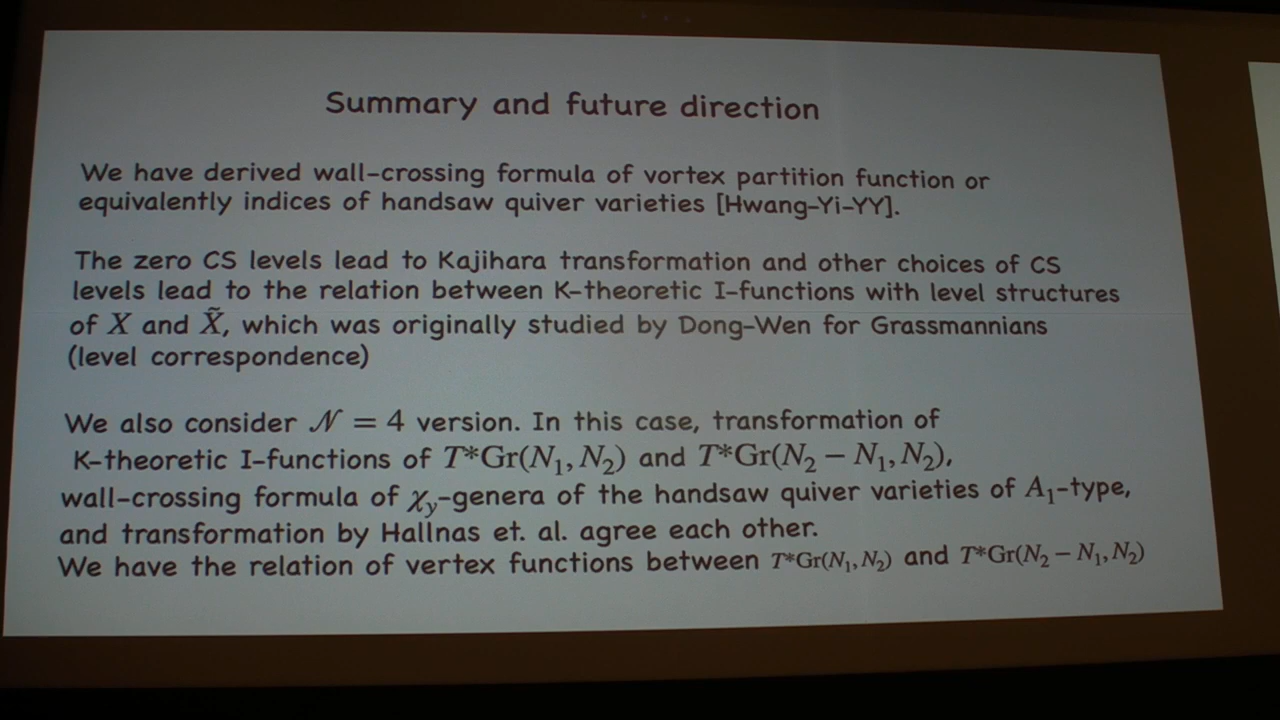 Summary and future direction
We have derived wall-crossing formula of vortex partition function or
equivalently indices of handsaw quiver varieties [Hwang-Yi-YY].
The zero CS levels lead to Kajihara transformation and other choices of CS
levels lead to the relation between K-theoretic I-functions with level structures
of X and X̃, which was originally studied by Dong-Wen for Grassmannians
(level correspondence)
We also consider 𝒩 = 4 version. In this case, transformation of
K-theoretic I-functions of T*Gr(N₁, N₂) and T*Gr(N₂ − N₁, N₂),
wall-crossing formula of χ_y-genera of the handsaw quiver varieties of A₁-type,
and transformation by Hallnas et. al. agree each other.
We have the relation of vertex functions between T*Gr(N₁, N₂) and T*Gr(N₂ − N₁, N₂)